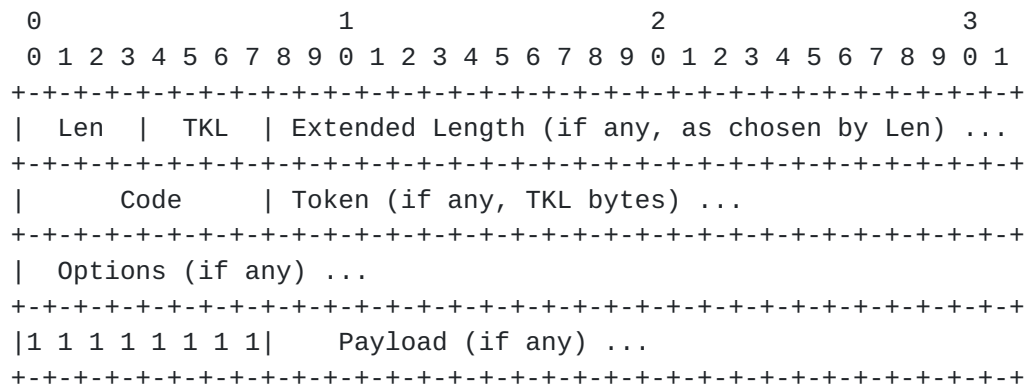 0                   1                   2                   3
 0 1 2 3 4 5 6 7 8 9 0 1 2 3 4 5 6 7 8 9 0 1 2 3 4 5 6 7 8 9 0 1
+-+-+-+-+-+-+-+-+-+-+-+-+-+-+-+-+-+-+-+-+-+-+-+-+-+-+-+-+-+-+-+-+
|  Len  |  TKL  | Extended Length (if any, as chosen by Len) ...
+-+-+-+-+-+-+-+-+-+-+-+-+-+-+-+-+-+-+-+-+-+-+-+-+-+-+-+-+-+-+-+-+
|      Code     | Token (if any, TKL bytes) ...
+-+-+-+-+-+-+-+-+-+-+-+-+-+-+-+-+-+-+-+-+-+-+-+-+-+-+-+-+-+-+-+-+
|  Options (if any) ...
+-+-+-+-+-+-+-+-+-+-+-+-+-+-+-+-+-+-+-+-+-+-+-+-+-+-+-+-+-+-+-+-+
|1 1 1 1 1 1 1 1|    Payload (if any) ...
+-+-+-+-+-+-+-+-+-+-+-+-+-+-+-+-+-+-+-+-+-+-+-+-+-+-+-+-+-+-+-+-+